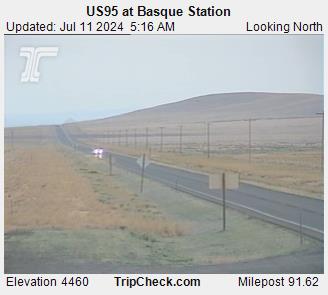 US95 at Basque Station
Updated: Jul 11 2024 5:16 AM Looking North
Elevation 4460 TripCheck.com Milepost 91.62